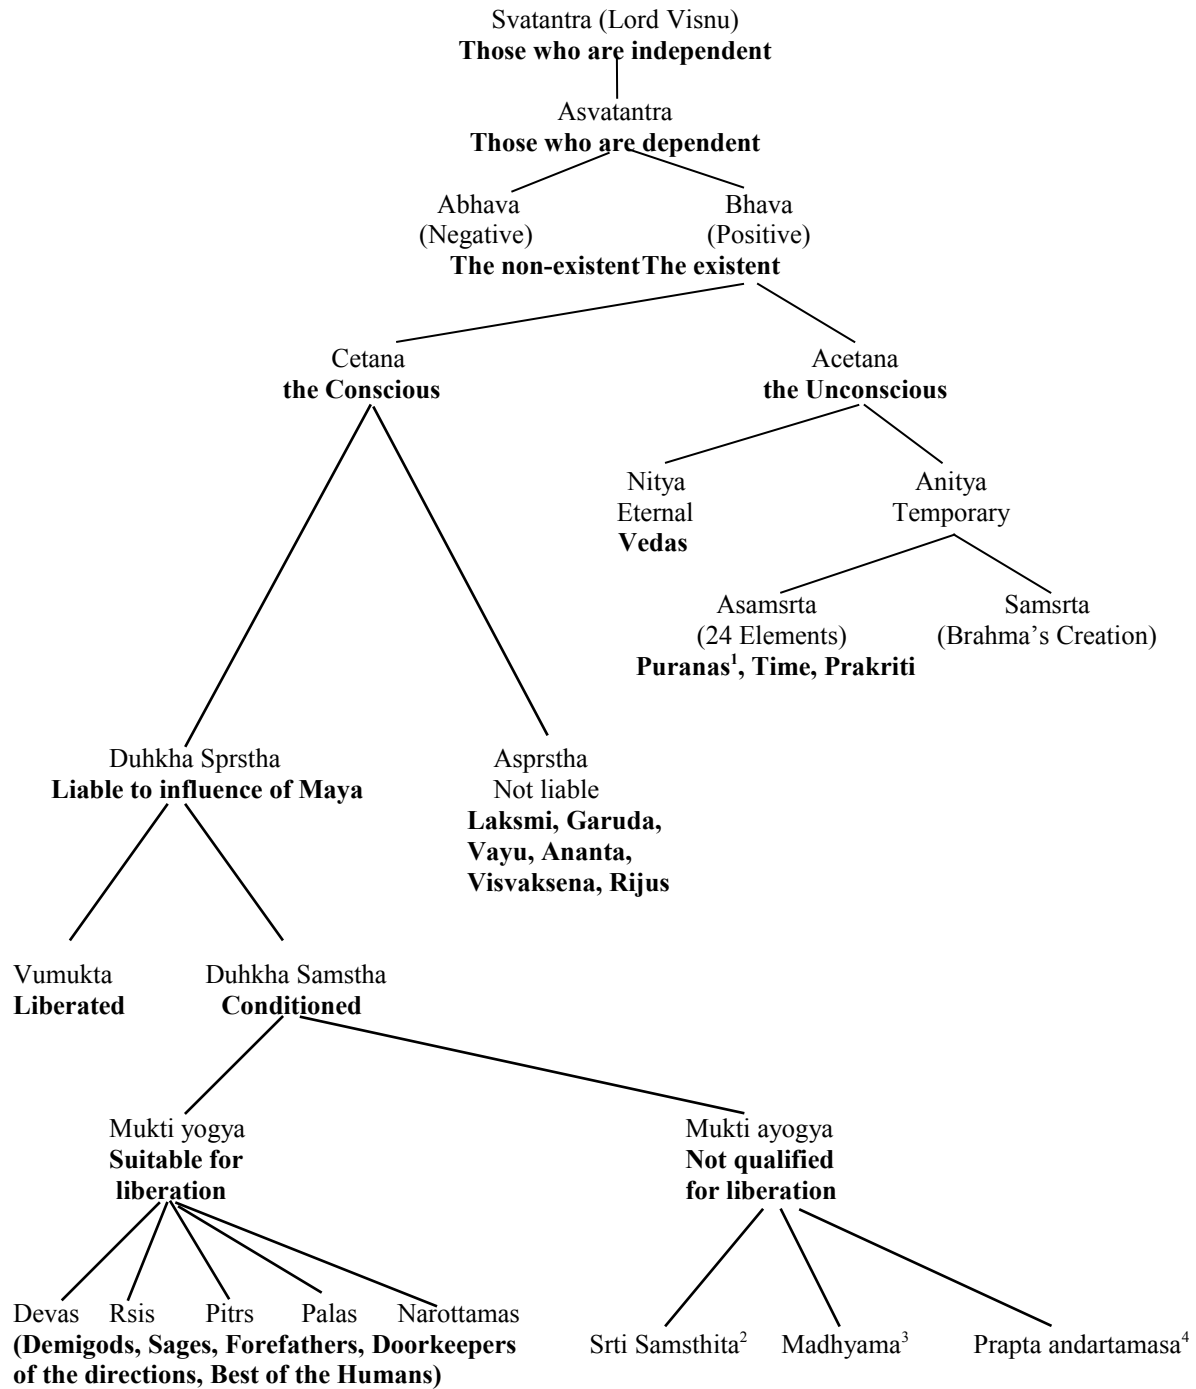 Svatantra (Lord Visnu)
Those who are independent
Asvatantra
Those who are dependent
Abhava Bhava
(Negative) (Positive)
The non-existent The existent
Cetana Acetana
the Conscious the Unconscious
Nitya Anitya
Eternal Temporary
Vedas
Asamsrta Samsrta
(24 Elements) (Brahma’s Creation)
Puranas¹, Time, Prakriti
Duhkha Sprstha Asprstha
Liable to influence of Maya Not liable
Laksmi, Garuda,
Vayu, Ananta,
Visvaksena, Rijus
Vumukta Duhkha Samstha
Liberated Conditioned
Mukti yogya Mukti ayogya
Suitable for Not qualified
liberation for liberation
Devas Rsis Pitrs Palas Narottamas
(Demigods, Sages, Forefathers, Doorkeepers
of the directions, Best of the Humans)
Srti Samsthita² Madhyama³ Prapta andartamasa⁴